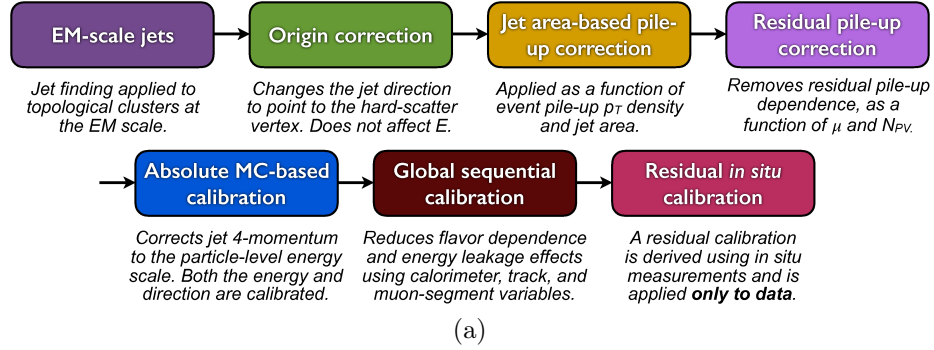 EM-scale jets
Jet finding applied to
topological clusters at
the EM scale.
Origin correction
Changes the jet direction
to point to the hard-scatter
vertex. Does not affect E.
Jet area-based pile-
up correction
Applied as a function of
event pile-up pT density
and jet area.
Residual pile-up
correction
Removes residual pile-up
dependence, as a
function of μ and NPV.
Absolute MC-based
calibration
Corrects jet 4-momentum
to the particle-level energy
scale. Both the energy and
direction are calibrated.
Global sequential
calibration
Reduces flavor dependence
and energy leakage effects
using calorimeter, track, and
muon-segment variables.
Residual in situ
calibration
A residual calibration
is derived using in situ
measurements and is
applied only to data.
(a)